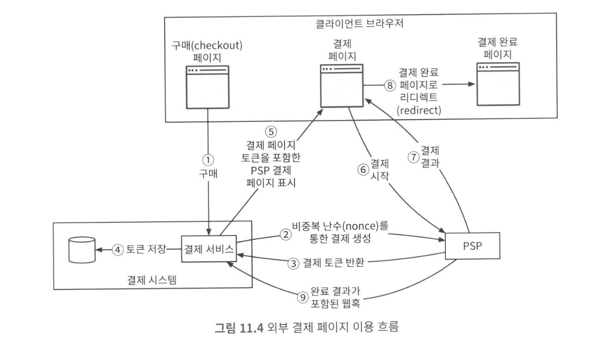 클라이언트 브라우저
구매(checkout)
페이지
결제
페이지
결제 완료
페이지
⑧
결제 완료
페이지로
리디렉트
(redirect)
①
구매
⑤
결제 페이지
토큰을 포함한
PSP 결제
페이지 표시
⑥ 결제
시작
⑦ 결제
결과
② 비중복 난수(nonce)를
통한 결제 생성
④ 토큰 저장
결제 서비스
PSP
③ 결제 토큰 반환
결제 시스템
⑨ 완료 결과가
포함된 웹훅
그림 11.4 외부 결제 페이지 이용 흐름